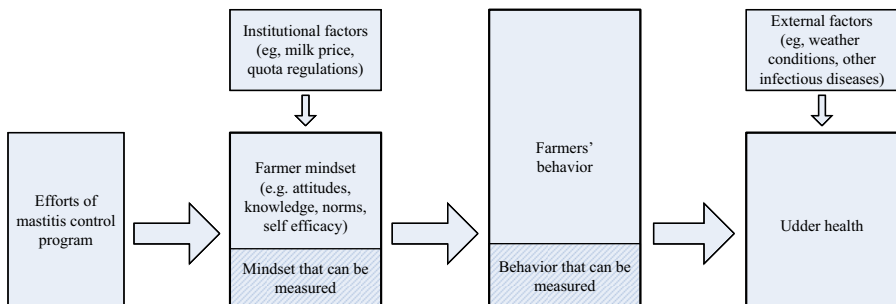 Institutional factors
(eg, milk price,
quota regulations)
External factors
(eg, weather
conditions, other
infectious diseases)
Efforts of
mastitis control
program
Farmer mindset
(e.g. attitudes,
knowledge, norms,
self efficacy)
Mindset that can be
measured
Farmers’
behavior
Behavior that can be
measured
Udder health